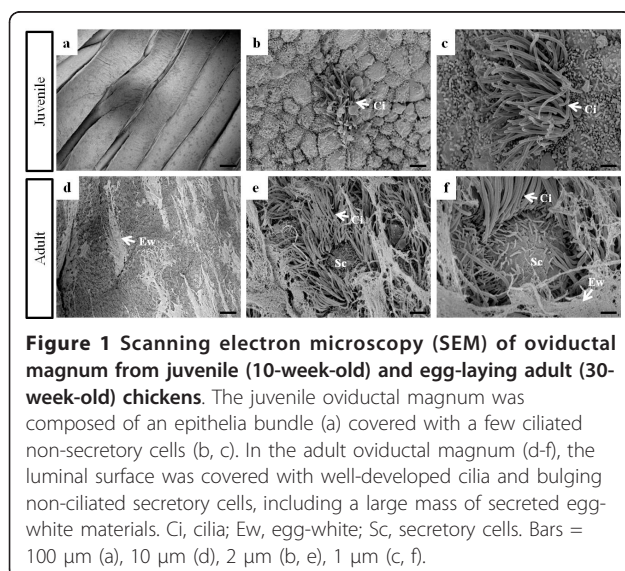 Juvenile
a
b
Ci
c
Ci
Adult
d
Ew
e
Ci
Sc
f
Ci
Sc
Ew
Figure 1 Scanning electron microscopy (SEM) of oviductal
magnum from juvenile (10-week-old) and egg-laying adult (30-
week-old) chickens. The juvenile oviductal magnum was
composed of an epithelia bundle (a) covered with a few ciliated
non-secretory cells (b, c). In the adult oviductal magnum (d-f), the
luminal surface was covered with well-developed cilia and bulging
non-ciliated secretory cells, including a large mass of secreted egg-
white materials. Ci, cilia; Ew, egg-white; Sc, secretory cells. Bars =
100 μm (a), 10 μm (d), 2 μm (b, e), 1 μm (c, f).